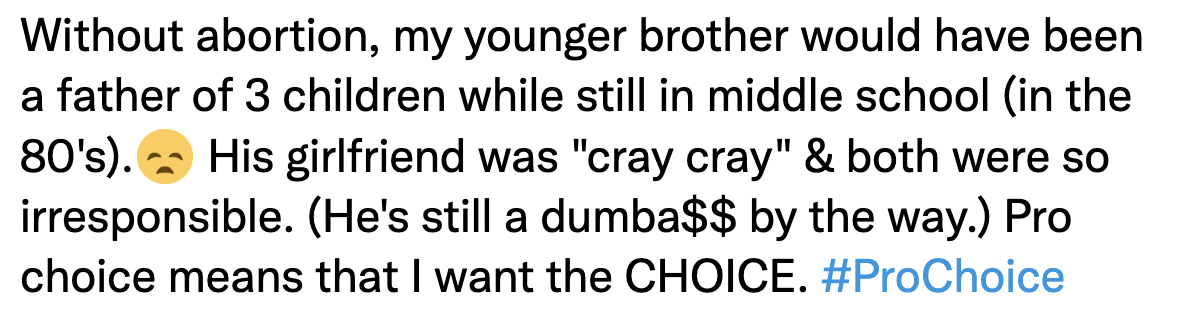 Without abortion, my younger brother would have been
a father of 3 children while still in middle school (in the
80's).😞 His girlfriend was "cray cray" & both were so
irresponsible. (He's still a dumba$$ by the way.) Pro
choice means that I want the CHOICE. #ProChoice